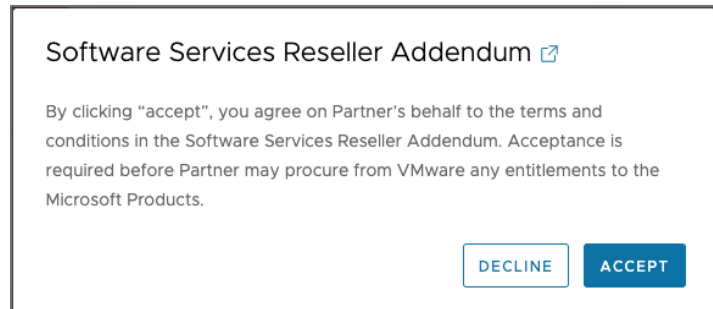 Software Services Reseller Addendum
By clicking “accept”, you agree on Partner’s behalf to the terms and
conditions in the Software Services Reseller Addendum. Acceptance is
required before Partner may procure from VMware any entitlements to the
Microsoft Products.
DECLINE ACCEPT